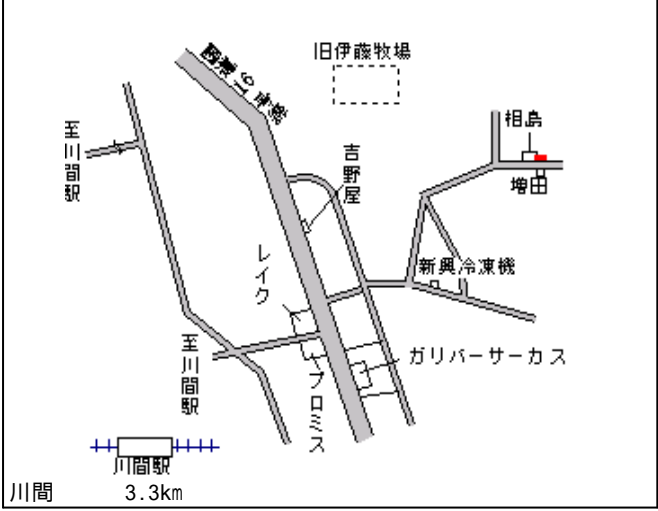 旧伊藤牧場
国道16号線
相島
至川間駅
吉野屋
増田
レイク
新興冷凍機
至川間駅
ガリバーサーカス
プロミス
川間駅
川間 3.3km